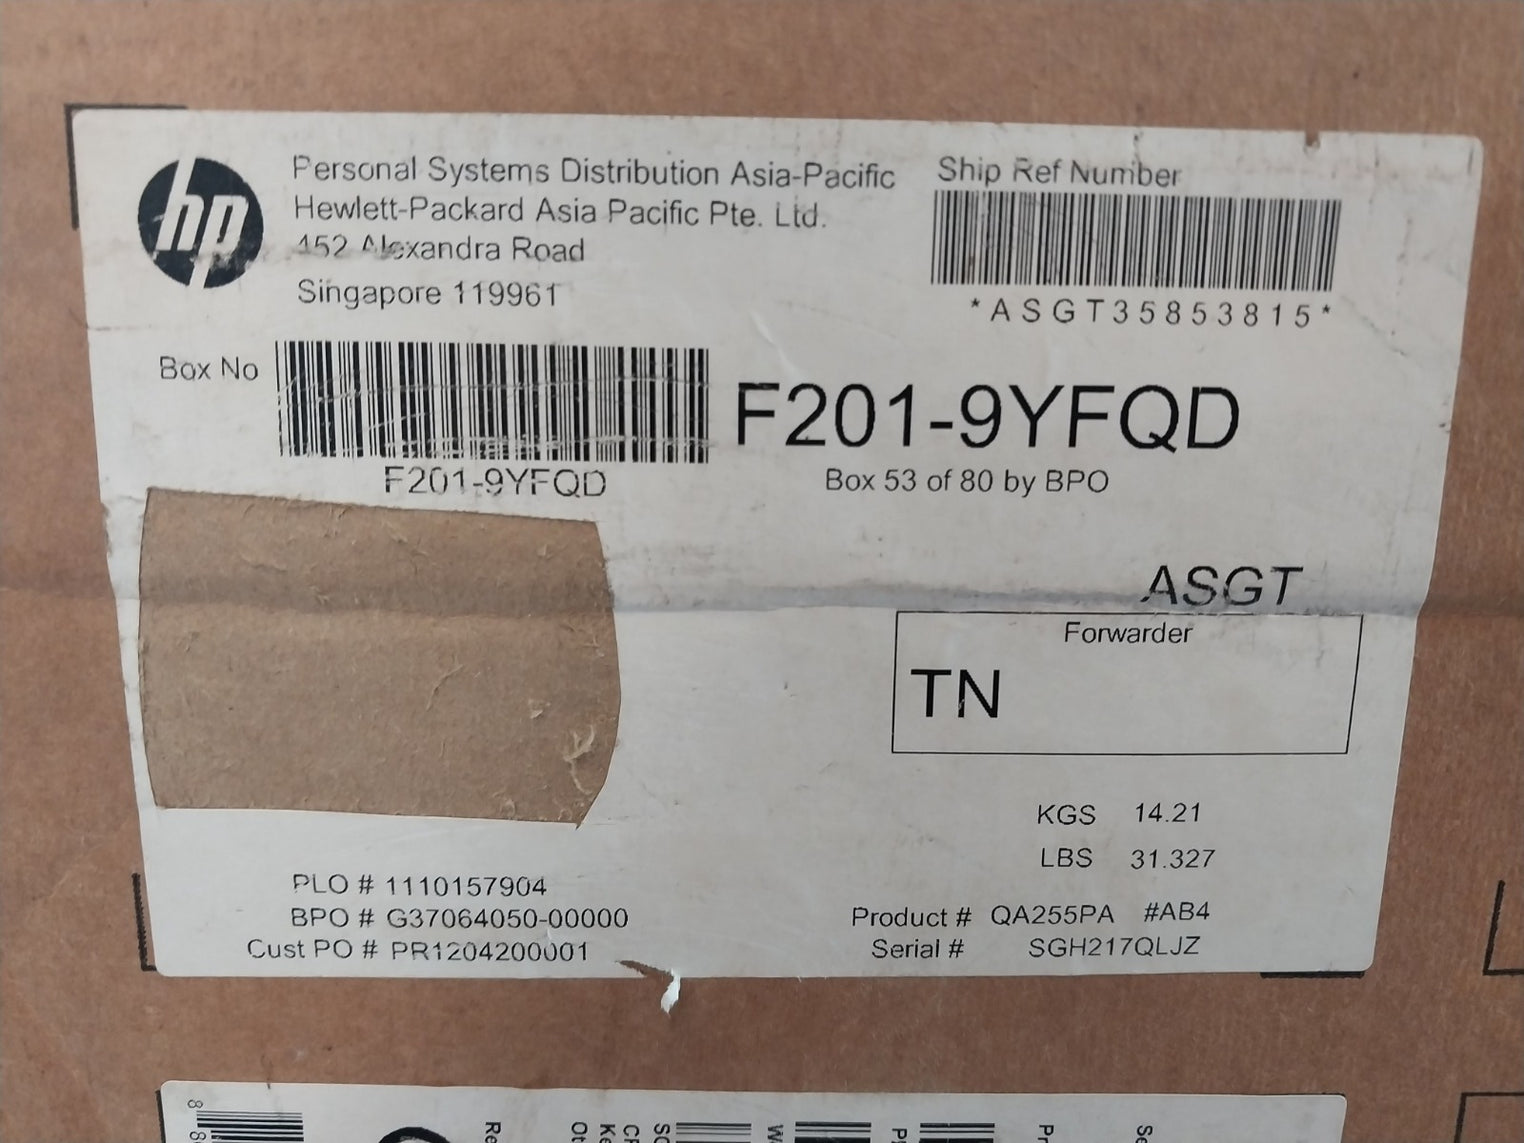 hp
Personal Systems Distribution Asia-Pacific
Hewlett-Packard Asia Pacific Pte. Ltd.
452 Alexandra Road
Singapore 119961
Ship Ref Number
*ASGT35853815*
Box No
F201-9YFQD
F201-9YFQD
Box 53 of 80 by BPO
ASGT
Forwarder
TN
KGS 14.21
LBS 31.327
PLO # 1110157904
BPO # G37064050-00000
Cust PO # PR1204200001
Product # QA255PA #AB4
Serial # SGH217QLJZ